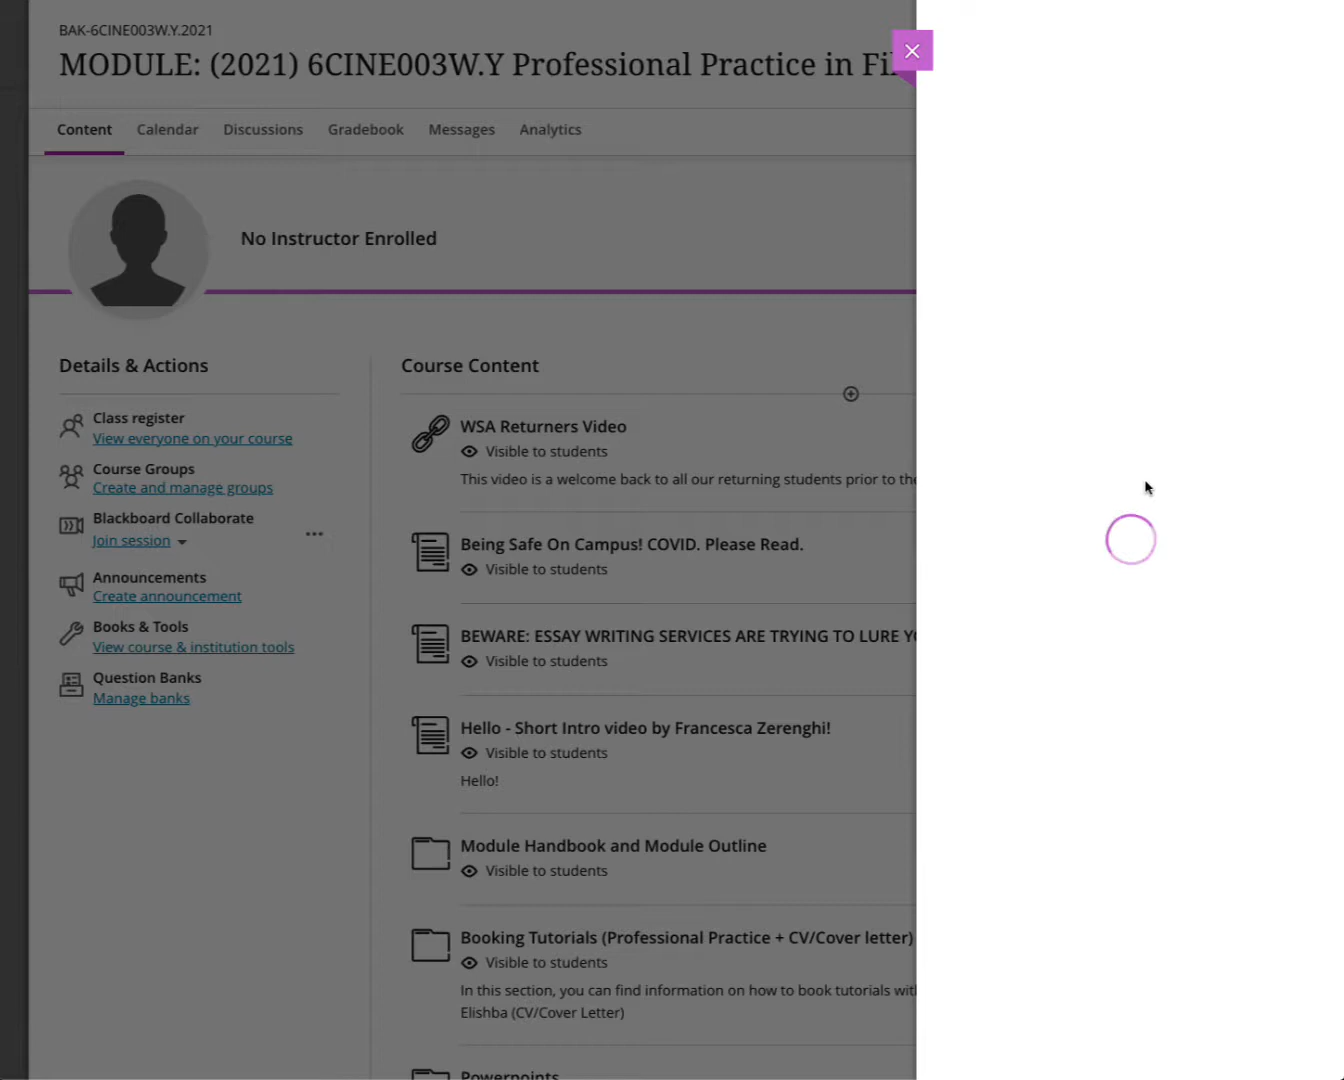 BAK-6CINE003W.Y.2021
MODULE: (2021) 6CINE003W.Y Professional Practice in
Content Calendar Discussions Gradebook Messages Analytics
No Instructor Enrolled
Details & Actions
Class register
View everyone on your course
Course Groups
Create and manage groups
Blackboard Collaborate
Join session
Announcements
Create announcement
Books & Tools
View course & institution tools
Question Banks
Manage banks
Course Content
WSA Returners Video
Visible to students
This video is a welcome back to all our returning students prior to the
Being Safe On Campus! COVID. Please Read.
Visible to students
BEWARE: ESSAY WRITING SERVICES ARE TRYING TO LURE
Visible to students
Hello - Short Intro video by Francesca Zerenghi!
Visible to students
Hello!
Module Handbook and Module Outline
Visible to students
Booking Tutorials (Professional Practice + CV/Cover letter)
Visible to students
In this section, you can find information on how to book tutorials
Elishba (CV/Cover Letter)
Powerpoints